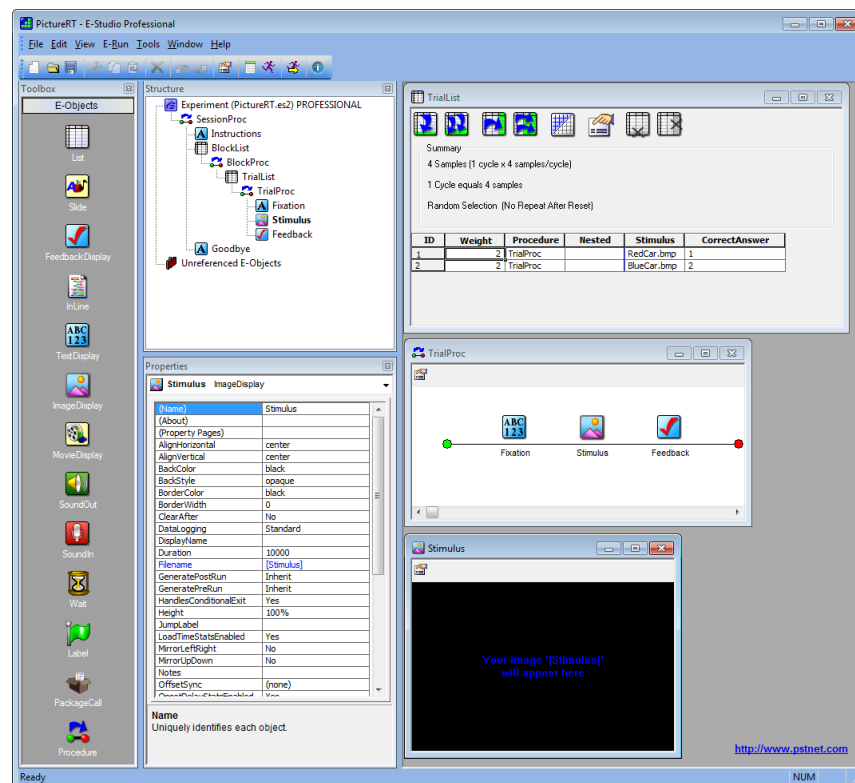 PictureRT - E-Studio Professional
File Edit View E-Run Tools Window Help
Toolbox
E-Objects
List
Slide
FeedbackDisplay
InLine
TextDisplay
ImageDisplay
MovieDisplay
SoundOut
SoundIn
Wait
Label
PackageCall
Procedure
Structure
Experiment (PictureRT.es2) PROFESSIONAL
SessionProc
Instructions
BlockList
BlockProc
TrialList
TrialProc
Fixation
Stimulus
Feedback
Goodbye
Unreferenced E-Objects
Properties
Stimulus ImageDisplay
(Name) Stimulus
(About)
(Property Pages)
AlignHorizontal center
AlignVertical center
BackColor black
BackStyle opaque
BorderColor black
BorderWidth 0
ClearAfter No
DataLogging Standard
DisplayName
Duration 10000
Filename [Stimulus]
GeneratePostRun Inherit
GeneratePreRun Inherit
HandlesConditionalExit Yes
Height 100%
JumpLabel
LoadTimeStatsEnabled Yes
MirrorLeftRight No
MirrorUpDown No
Notes
OffsetSync (none)
OnsetDelayStatsEnabled Yes
Name
Uniquely identifies each object.
TrialList
Summary
4 Samples (1 cycle x 4 samples/cycle)
1 Cycle equals 4 samples
Random Selection (No Repeat After Reset)
ID Weight Procedure Nested Stimulus CorrectAnswer
1 2 TrialProc RedCar.bmp 1
2 2 TrialProc BlueCar.bmp 2
TrialProc
ABC
123
Fixation Stimulus Feedback
Stimulus
Your image '[Stimulus]'
will appear here
http://www.pstnet.com
Ready NUM